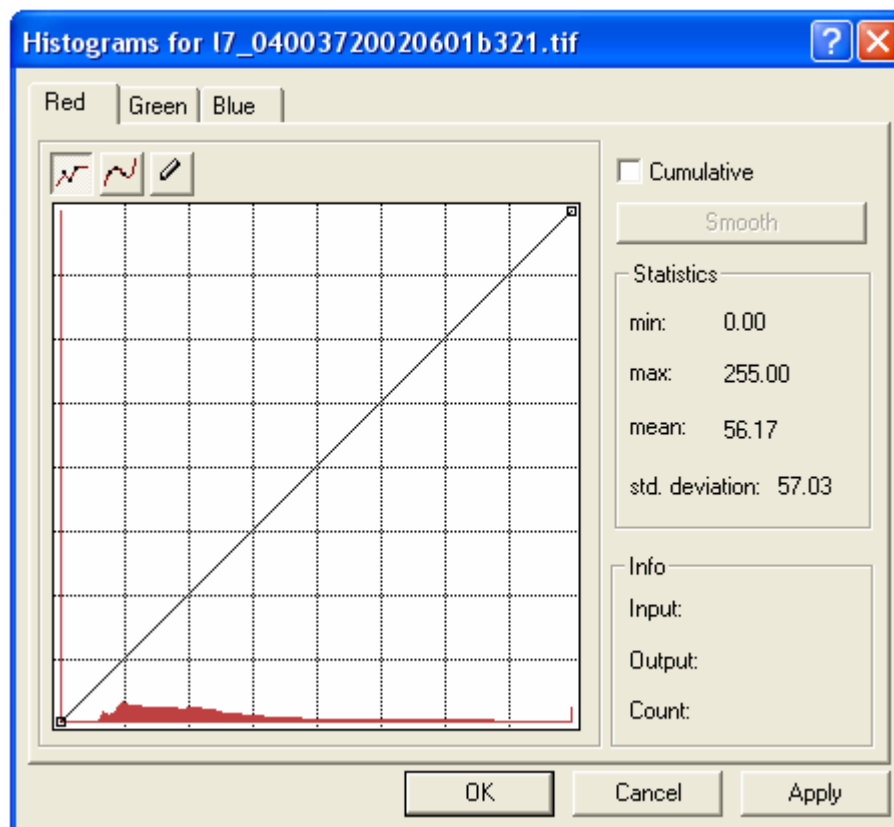 Histograms for l7_04003720020601b321.tif
Red Green Blue
Cumulative
Smooth
Statistics
min: 0.00
max: 255.00
mean: 56.17
std. deviation: 57.03
Info
Input:
Output:
Count:
OK Cancel Apply